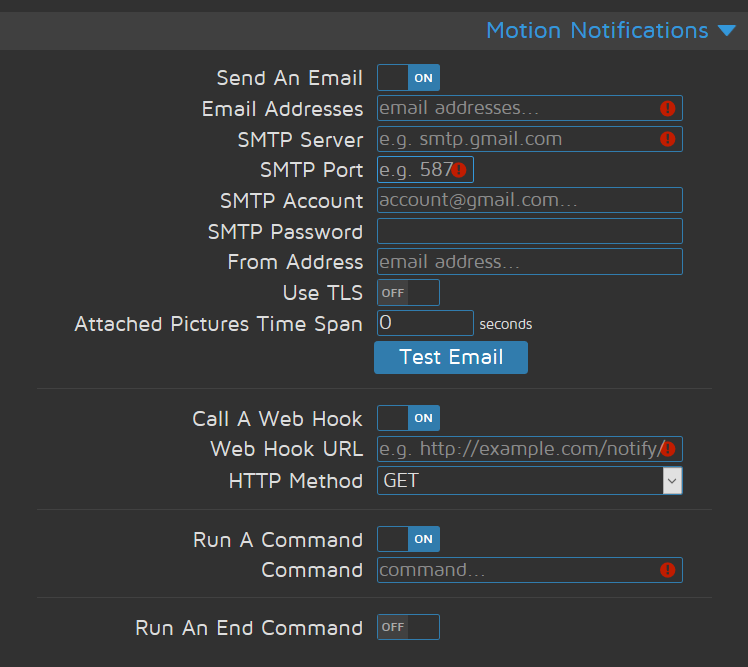 Motion Notifications
Send An Email ON
Email Addresses email addresses...
SMTP Server e.g. smtp.gmail.com
SMTP Port e.g. 587
SMTP Account account@gmail.com...
SMTP Password
From Address email address...
Use TLS OFF
Attached Pictures Time Span 0 seconds
Test Email
Call A Web Hook ON
Web Hook URL e.g. http://example.com/notify/
HTTP Method GET
Run A Command ON
Command command...
Run An End Command OFF